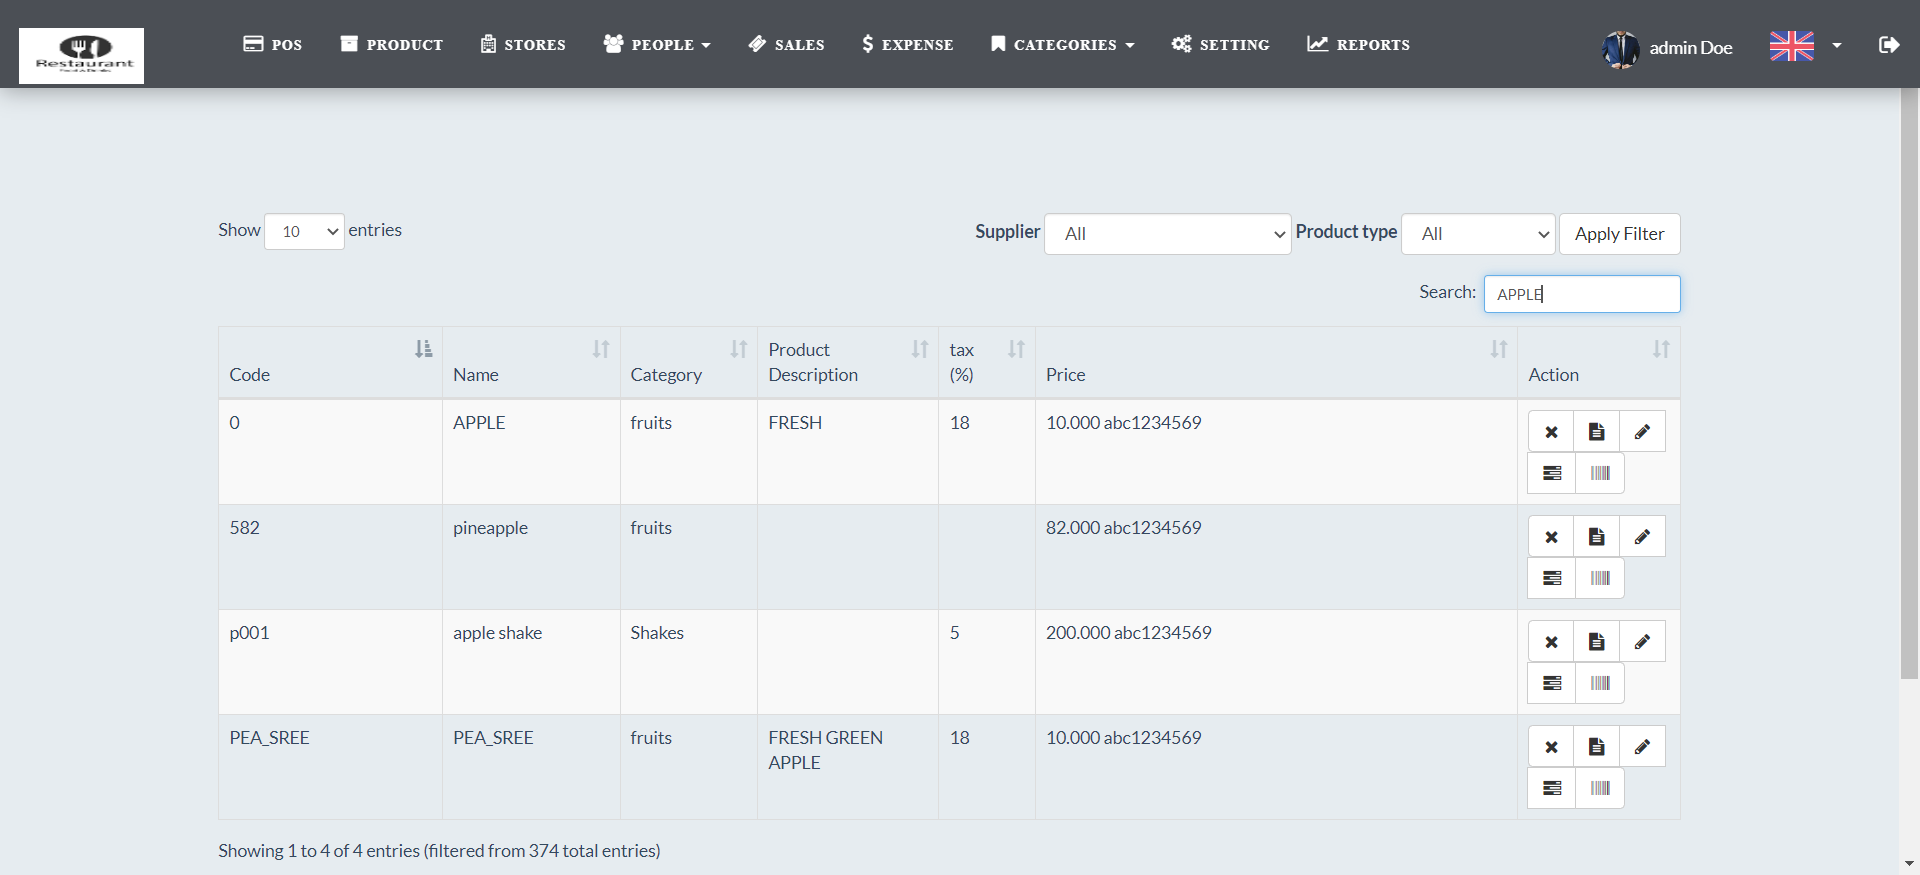 Restaurant
POS PRODUCT STORES PEOPLE SALES EXPENSE CATEGORIES SETTING REPORTS admin Doe
Show 10 entries Supplier All Product type All Apply Filter
Search: APPLE
Code Name Category Product Description tax (%) Price Action
0 APPLE fruits FRESH 18 10.000 abc1234569
582 pineapple fruits 82.000 abc1234569
p001 apple shake Shakes 5 200.000 abc1234569
PEA_SREE PEA_SREE fruits FRESH GREEN APPLE 18 10.000 abc1234569
Showing 1 to 4 of 4 entries (filtered from 374 total entries)